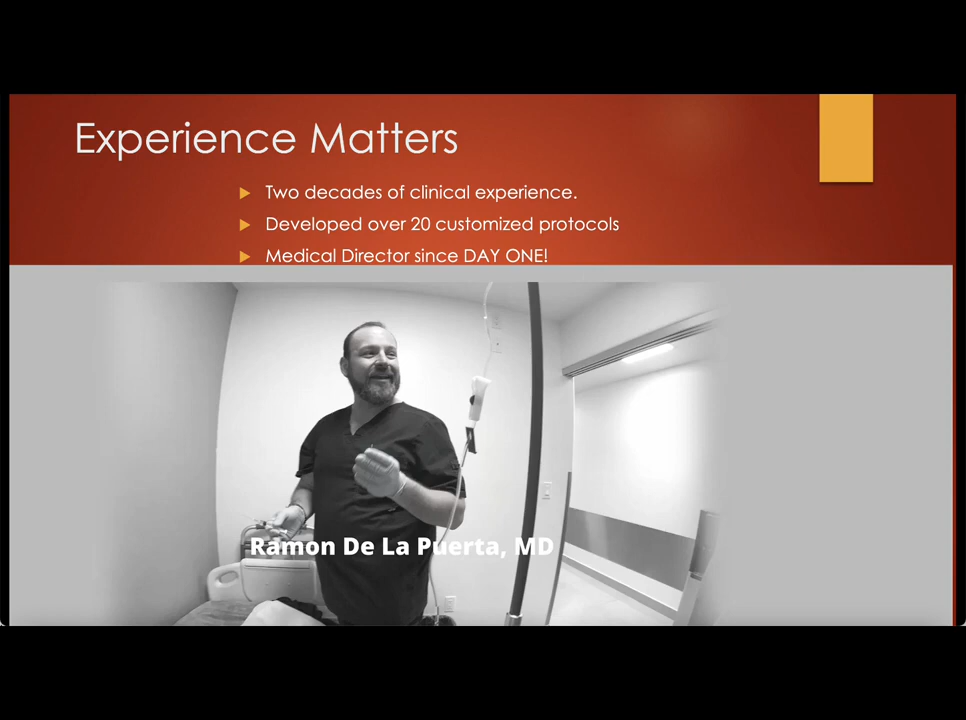 Experience Matters
Two decades of clinical experience.
Developed over 20 customized protocols
Medical Director since DAY ONE!
Ramon De La Puerta, MD